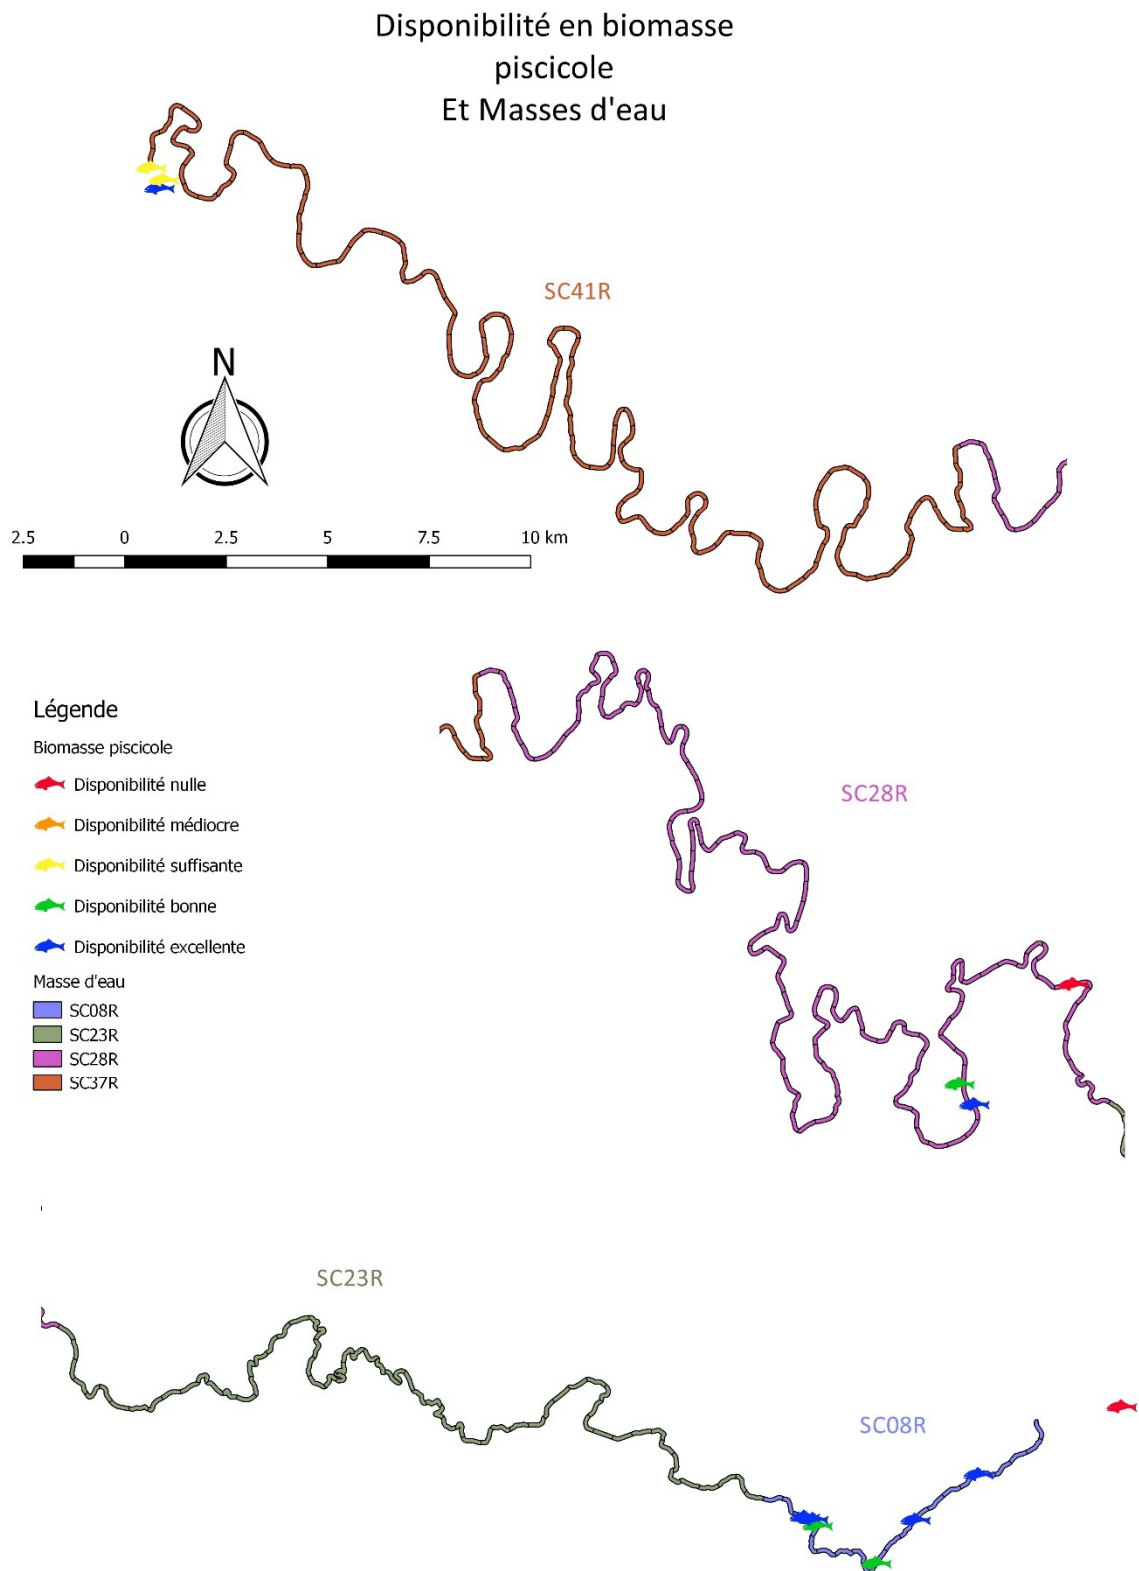 Disponibilité en biomasse
piscicole
Et Masses d'eau
SC41R
N
2.5 0 2.5 5 7.5 10 km
Légende
Biomasse piscicole
Disponibilité nulle
Disponibilité médiocre
Disponibilité suffisante
Disponibilité bonne
Disponibilité excellente
Masse d'eau
SC08R
SC23R
SC28R
SC37R
SC28R
SC23R
SC08R